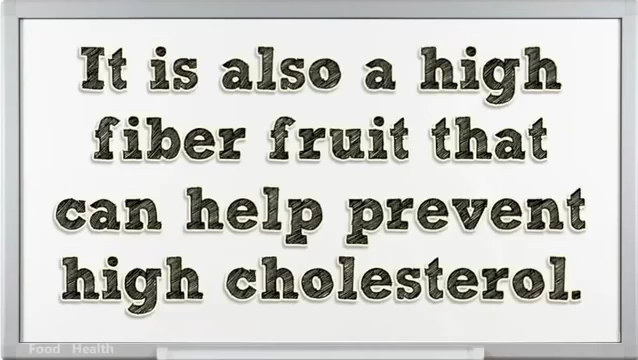 It is also a high
fiber fruit that
can help prevent
high cholesterol.
Food Health